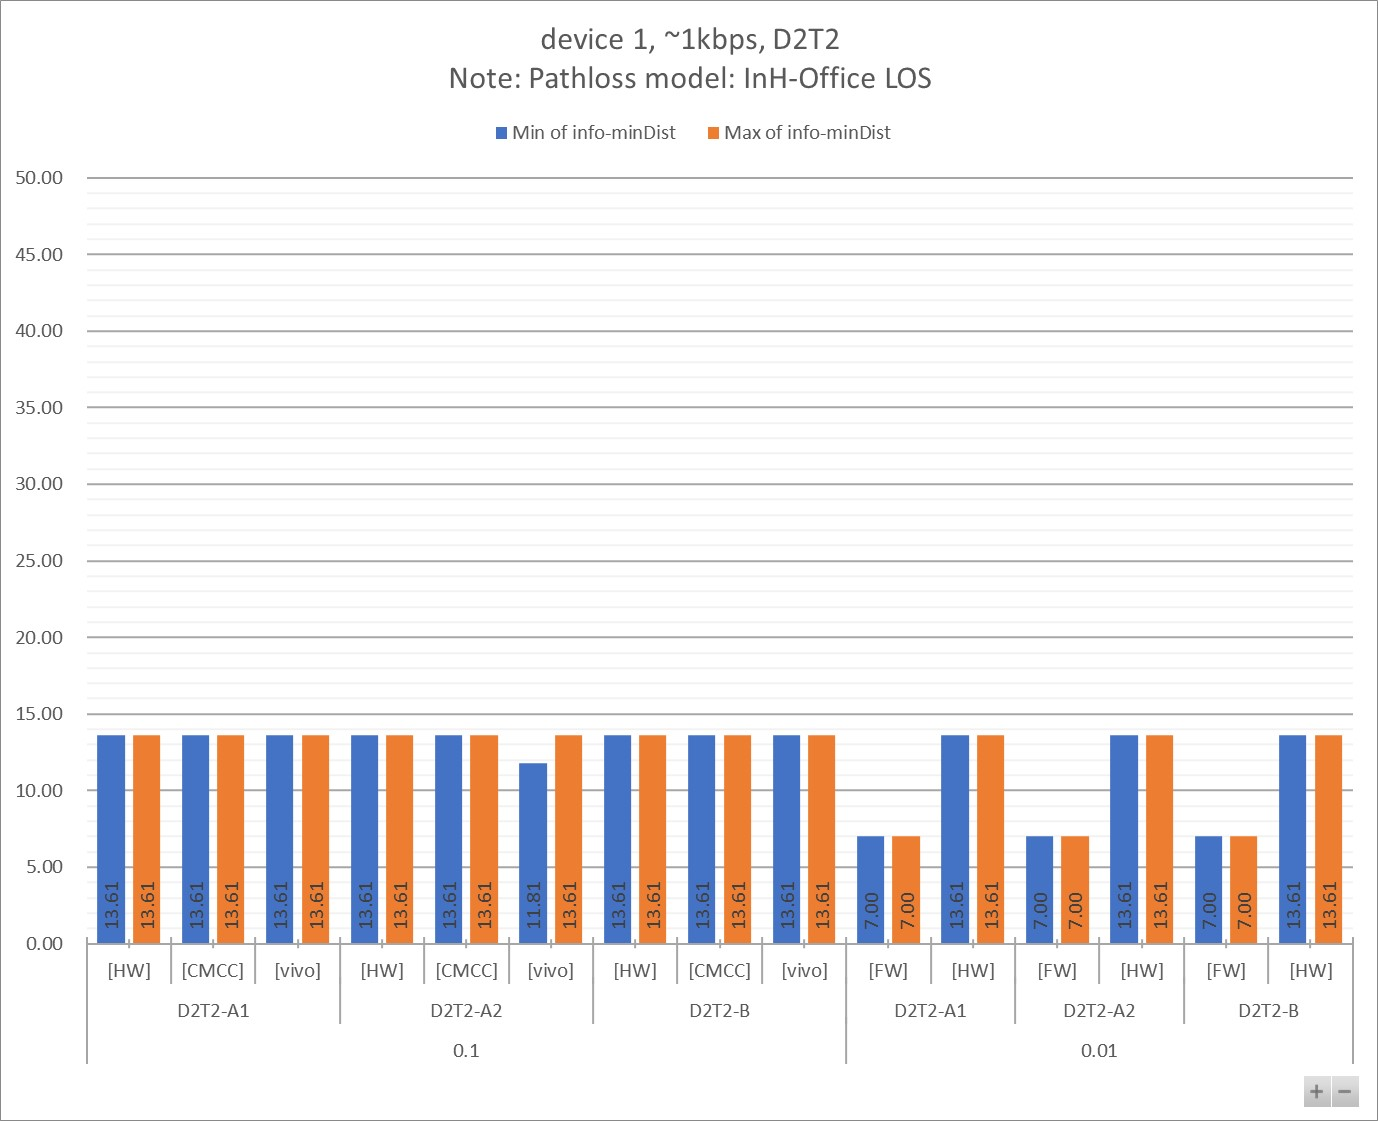 device 1, ~1kbps, D2T2
Note: Pathloss model: InH-Office LOS
Min of info-minDist Max of info-minDist
50.00
45.00
40.00
35.00
30.00
25.00
20.00
15.00
10.00
5.00
0.00
13.61 13.61 13.61 13.61 13.61 13.61 13.61 13.61 13.61 13.61 11.81 13.61 13.61 13.61 13.61 13.61 13.61 13.61 7.00 7.00 13.61 13.61 7.00 7.00 13.61 13.61 7.00 7.00 13.61 13.61
[HW] [CMCC] [vivo] [HW] [CMCC] [vivo] [HW] [CMCC] [vivo] [FW] [HW] [FW] [HW] [FW] [HW]
D2T2-A1 D2T2-A2 D2T2-B D2T2-A1 D2T2-A2 D2T2-B
0.1 0.01
+ −